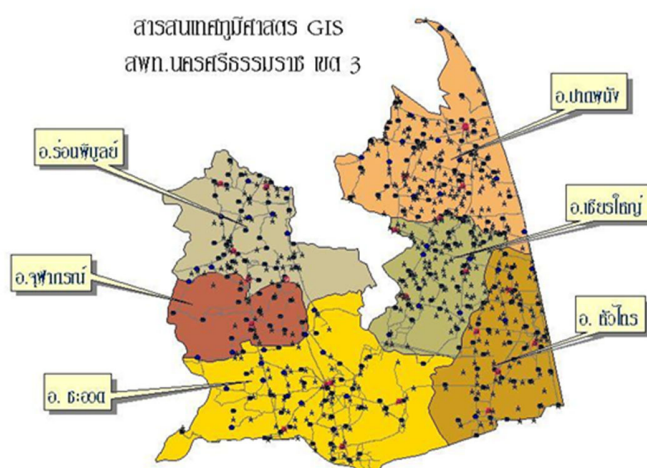 สารสนเทศภูมิศาสตร GIS
สพท.นครศรีธรรมราช เขต 3
อ.ปากพนัง
อ.ร่อนพิบูลย์
อ.เชียรใหญ่
อ.จุฬาภรณ์
อ. หัวไทร
อ. ชะอวด